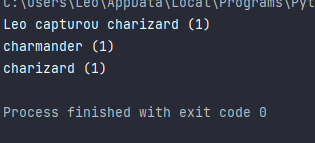 C:\Users\Leo\AppData\Local\Programs\Pyt
Leo capturou charizard (1)
charmander (1)
charizard (1)
Process finished with exit code 0